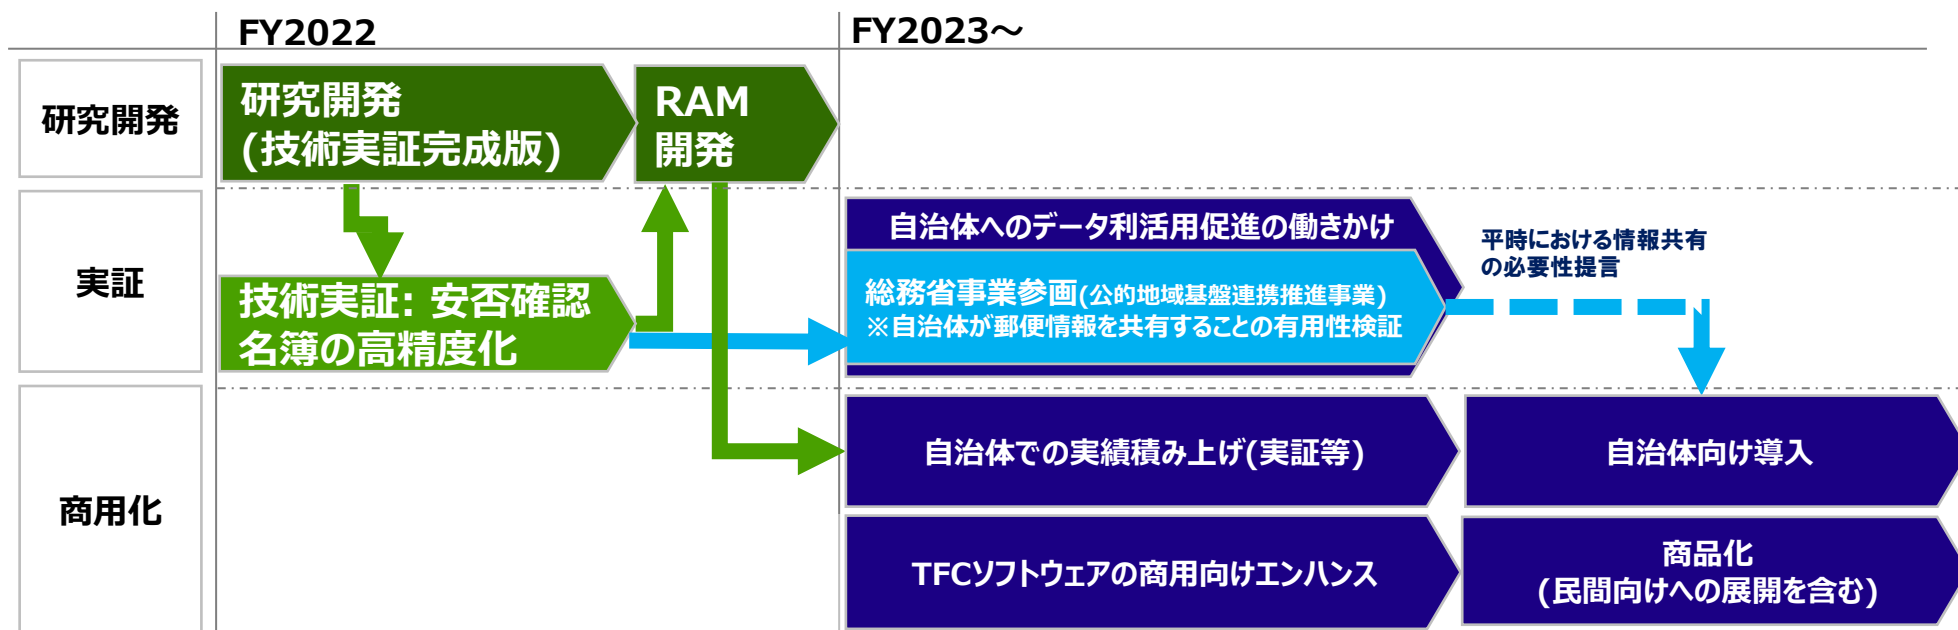 FY2022
FY2023～
研究開発
研究開発
(技術実証完成版)
RAM
開発
実証
技術実証: 安否確認
名簿の高精度化
自治体へのデータ利活用促進の働きかけ
総務省事業参画(公的地域基盤連携推進事業)
※自治体が郵便情報を共有することの有用性検証
平時における情報共有
の必要性提言
商用化
自治体での実績積み上げ(実証等)
自治体向け導入
TFCソフトウェアの商用向けエンハンス
商品化
(民間向けへの展開を含む)